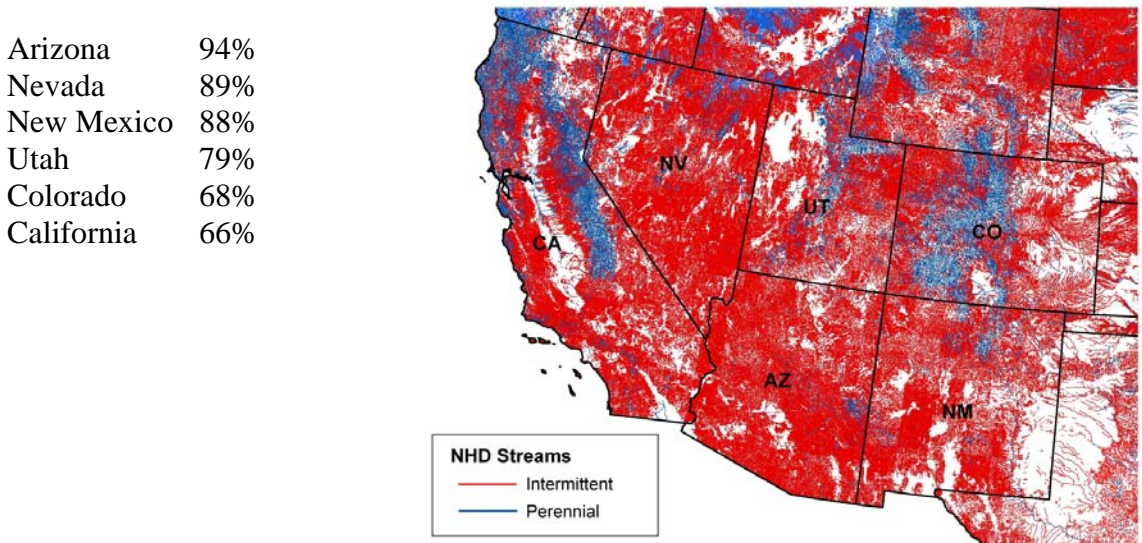 Arizona 94%
Nevada 89%
New Mexico 88%
Utah 79%
Colorado 68%
California 66%
NV
UT
CO
CA
AZ
NM
NHD Streams
Intermittent
Perennial